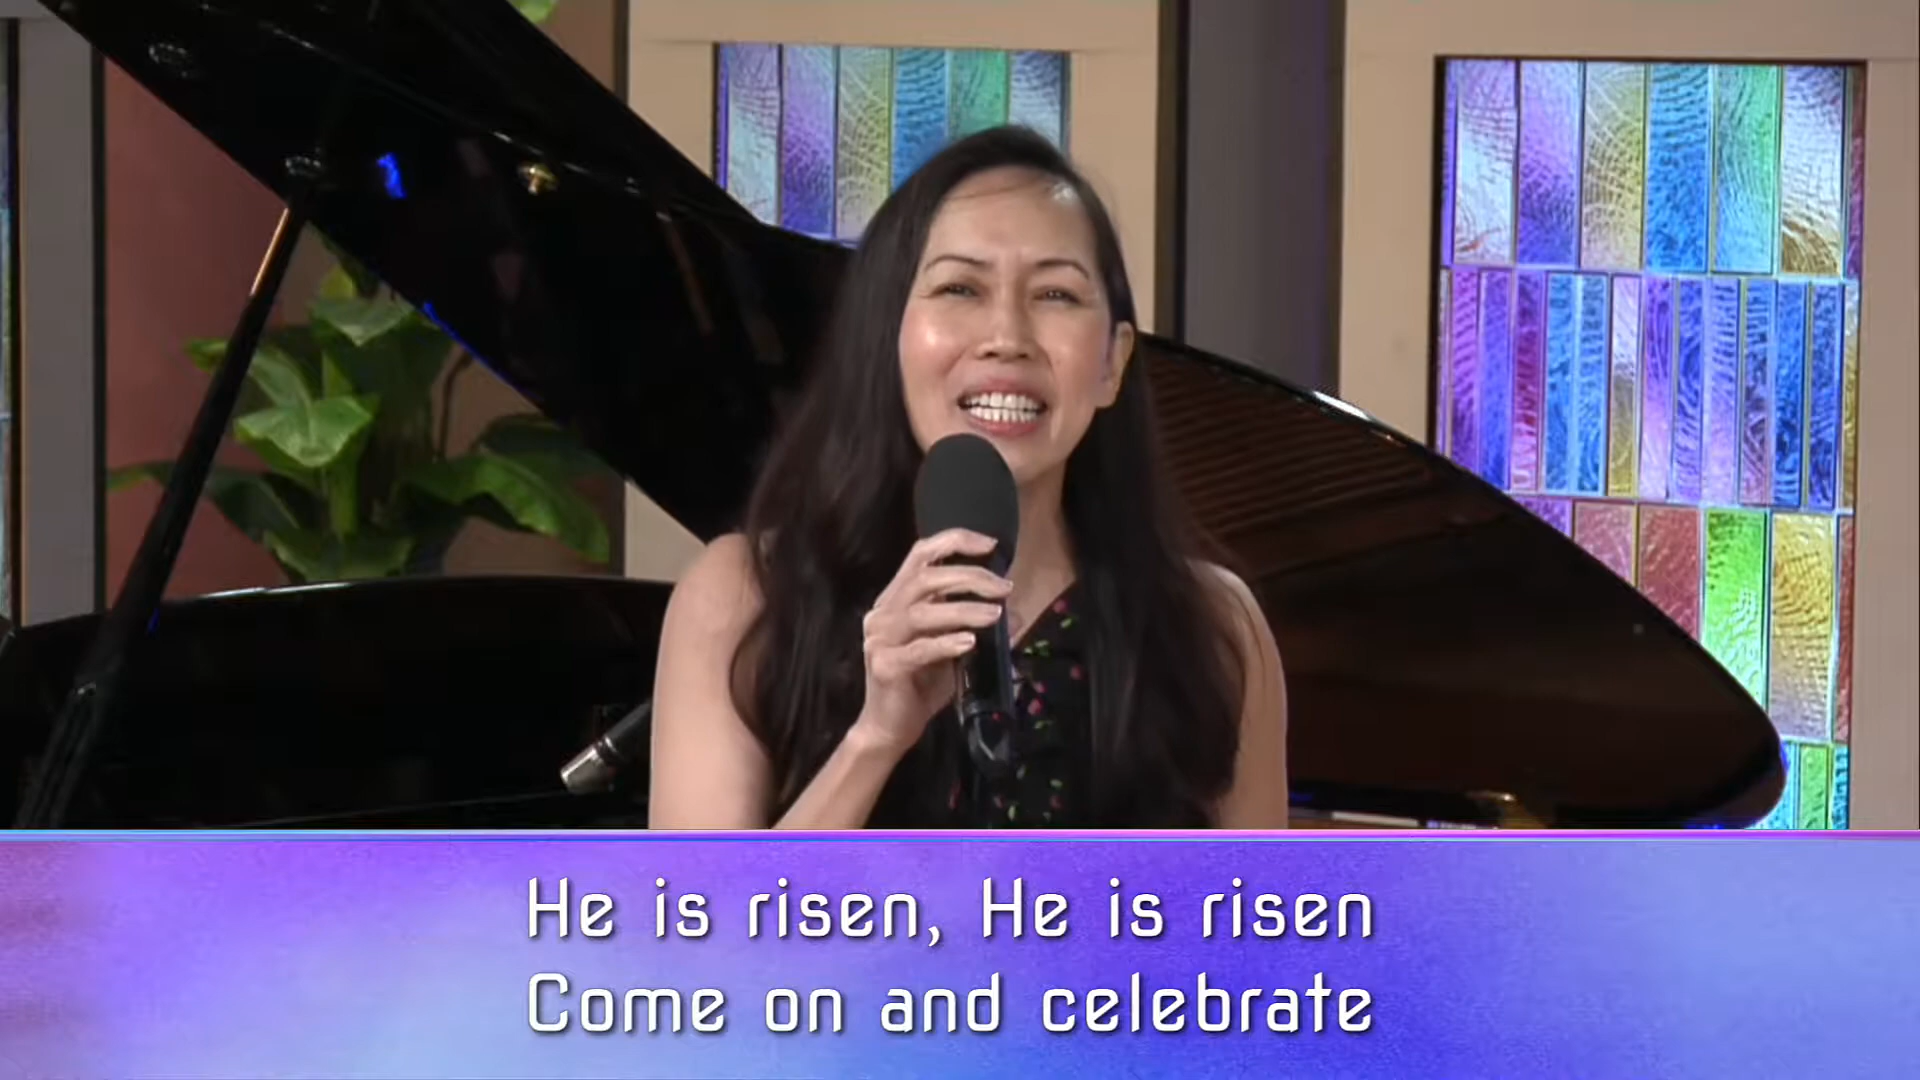 He is risen, He is risen
Come on and celebrate